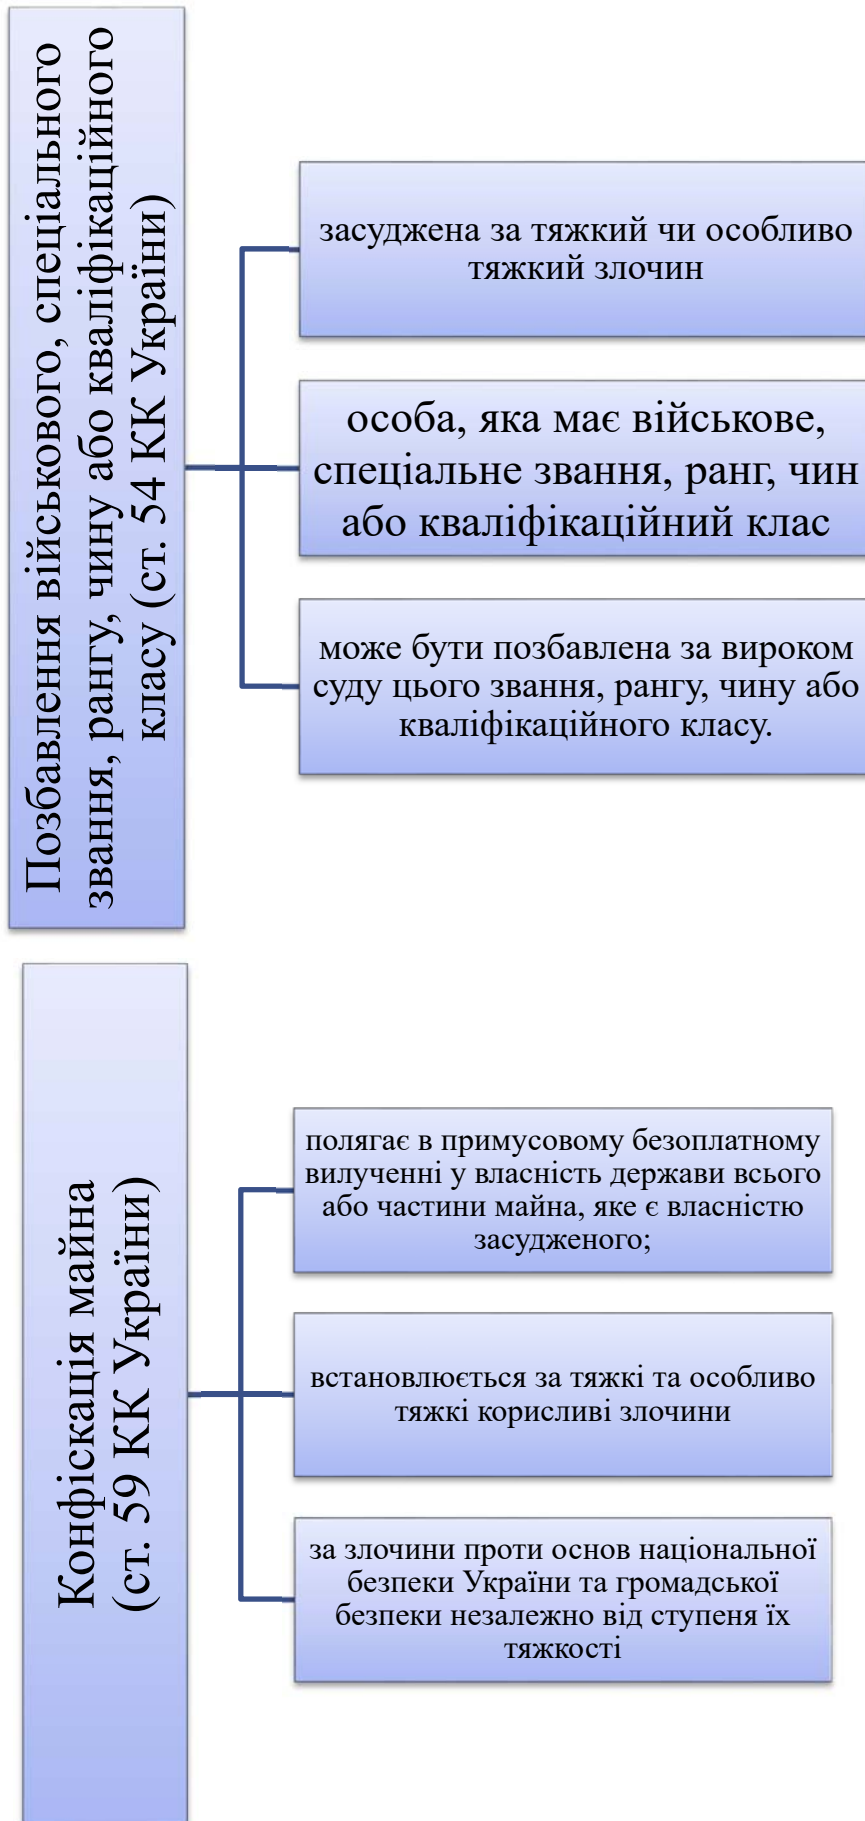 Позбавлення військового, спеціального
звання, рангу, чину або кваліфікаційного
класу (ст. 54 КК України)
засуджена за тяжкий чи особливо
тяжкий злочин
особа, яка має військове,
спеціальне звання, ранг, чин
або кваліфікаційний клас
може бути позбавлена за вироком
суду цього звання, рангу, чину або
кваліфікаційного класу.
Конфіскація майна
(ст. 59 КК України)
полягає в примусовому безоплатному
вилученні у власність держави всього
або частини майна, яке є власністю
засудженого;
встановлюється за тяжкі та особливо
тяжкі корисливі злочини
за злочини проти основ національної
безпеки України та громадської
безпеки незалежно від ступеня їх
тяжкості